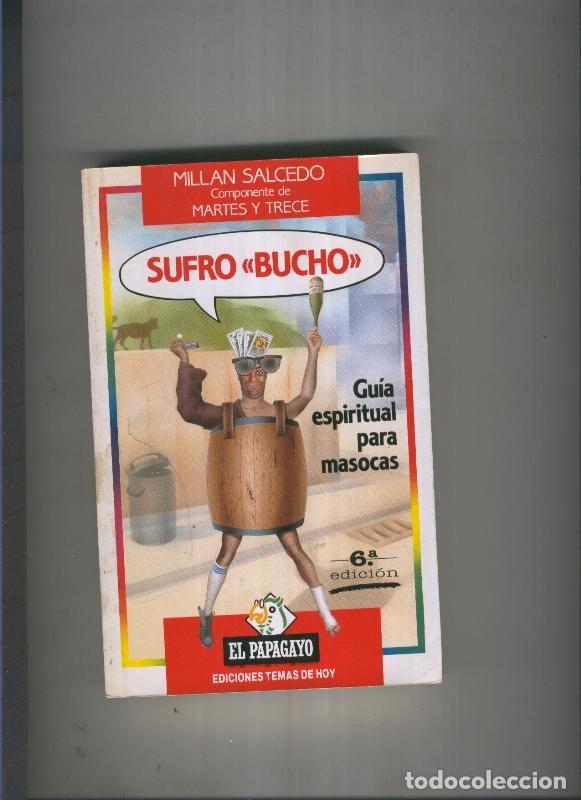 MILLAN SALCEDO
Componente de
MARTES Y TRECE
SUFRO «BUCHO»
Guía
espiritual
para
masocas
6.ª
edición
EL PAPAGAYO
EDICIONES TEMAS DE HOY
todocoleccion